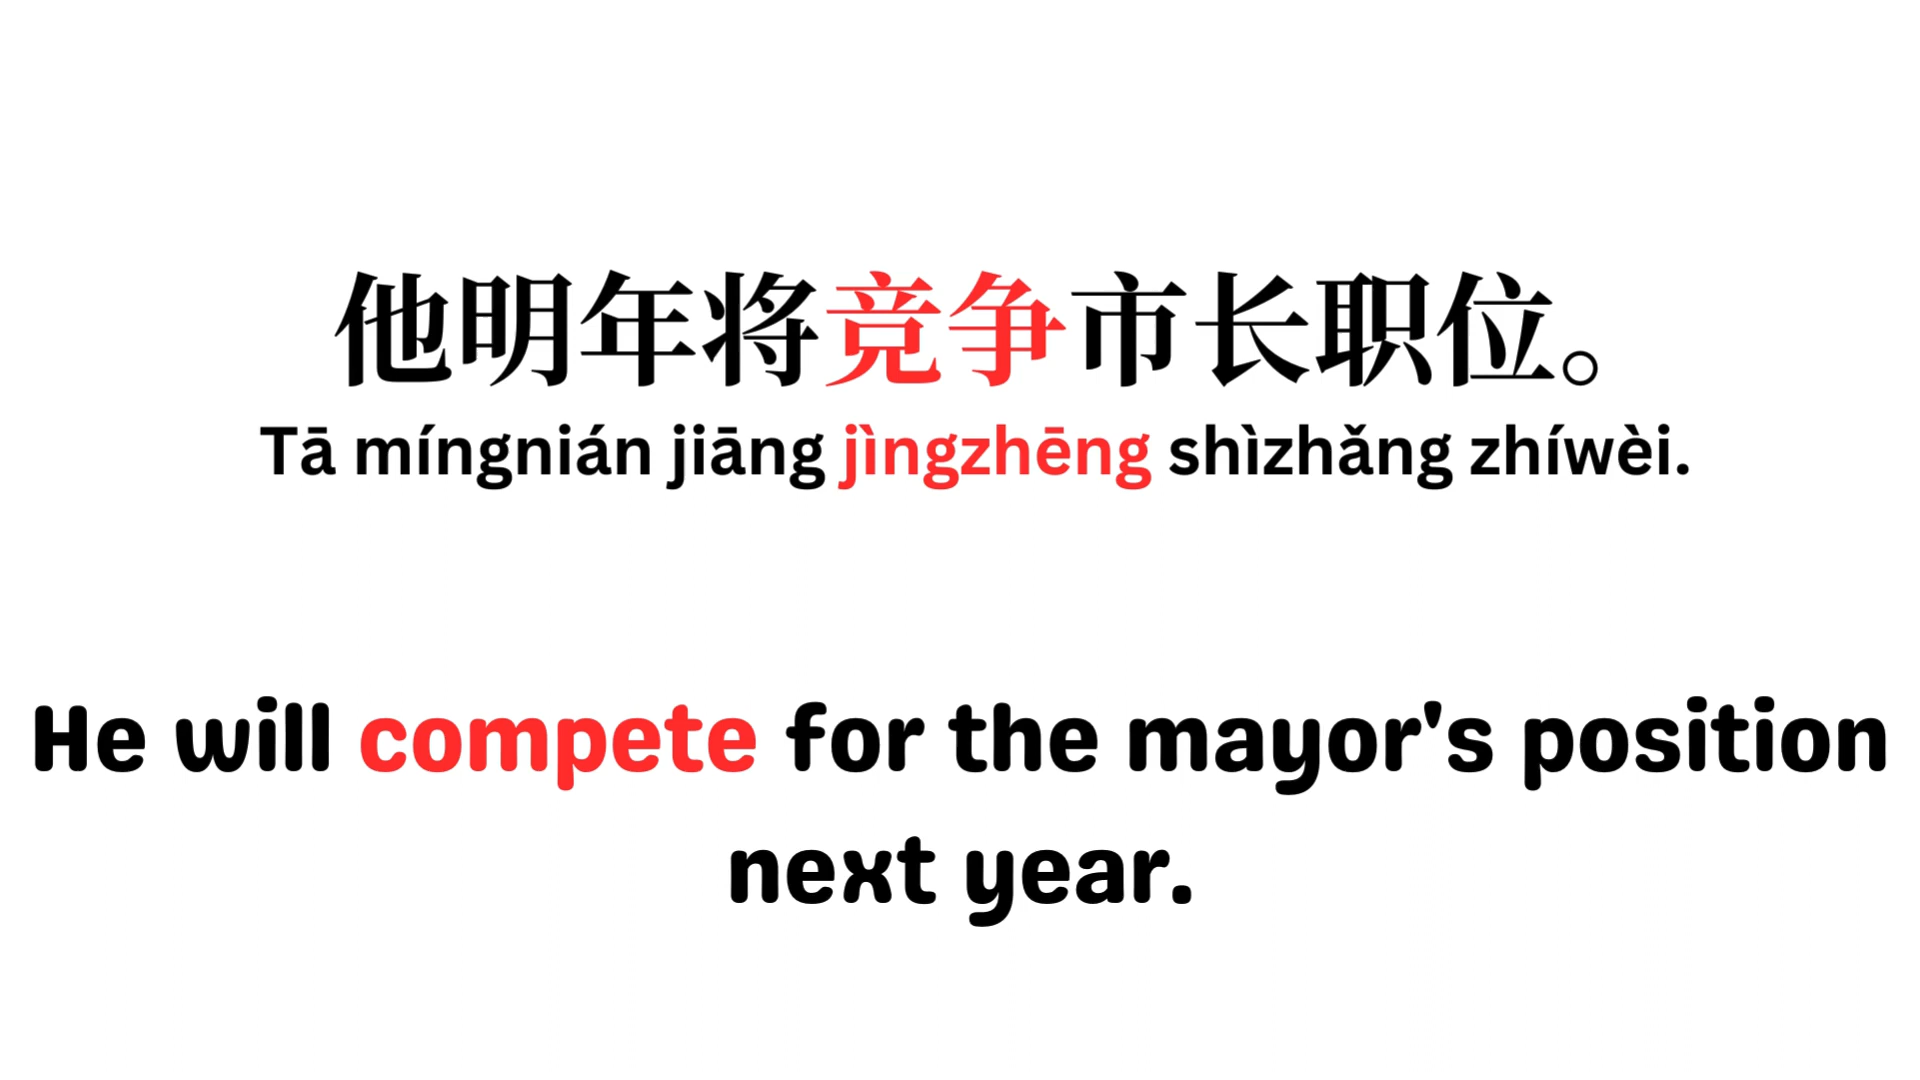 他明年将竞争市长职位。
Tā míngnián jiāng jìngzhēng shìzhǎng zhíwèi.
He will compete for the mayor's position
next year.